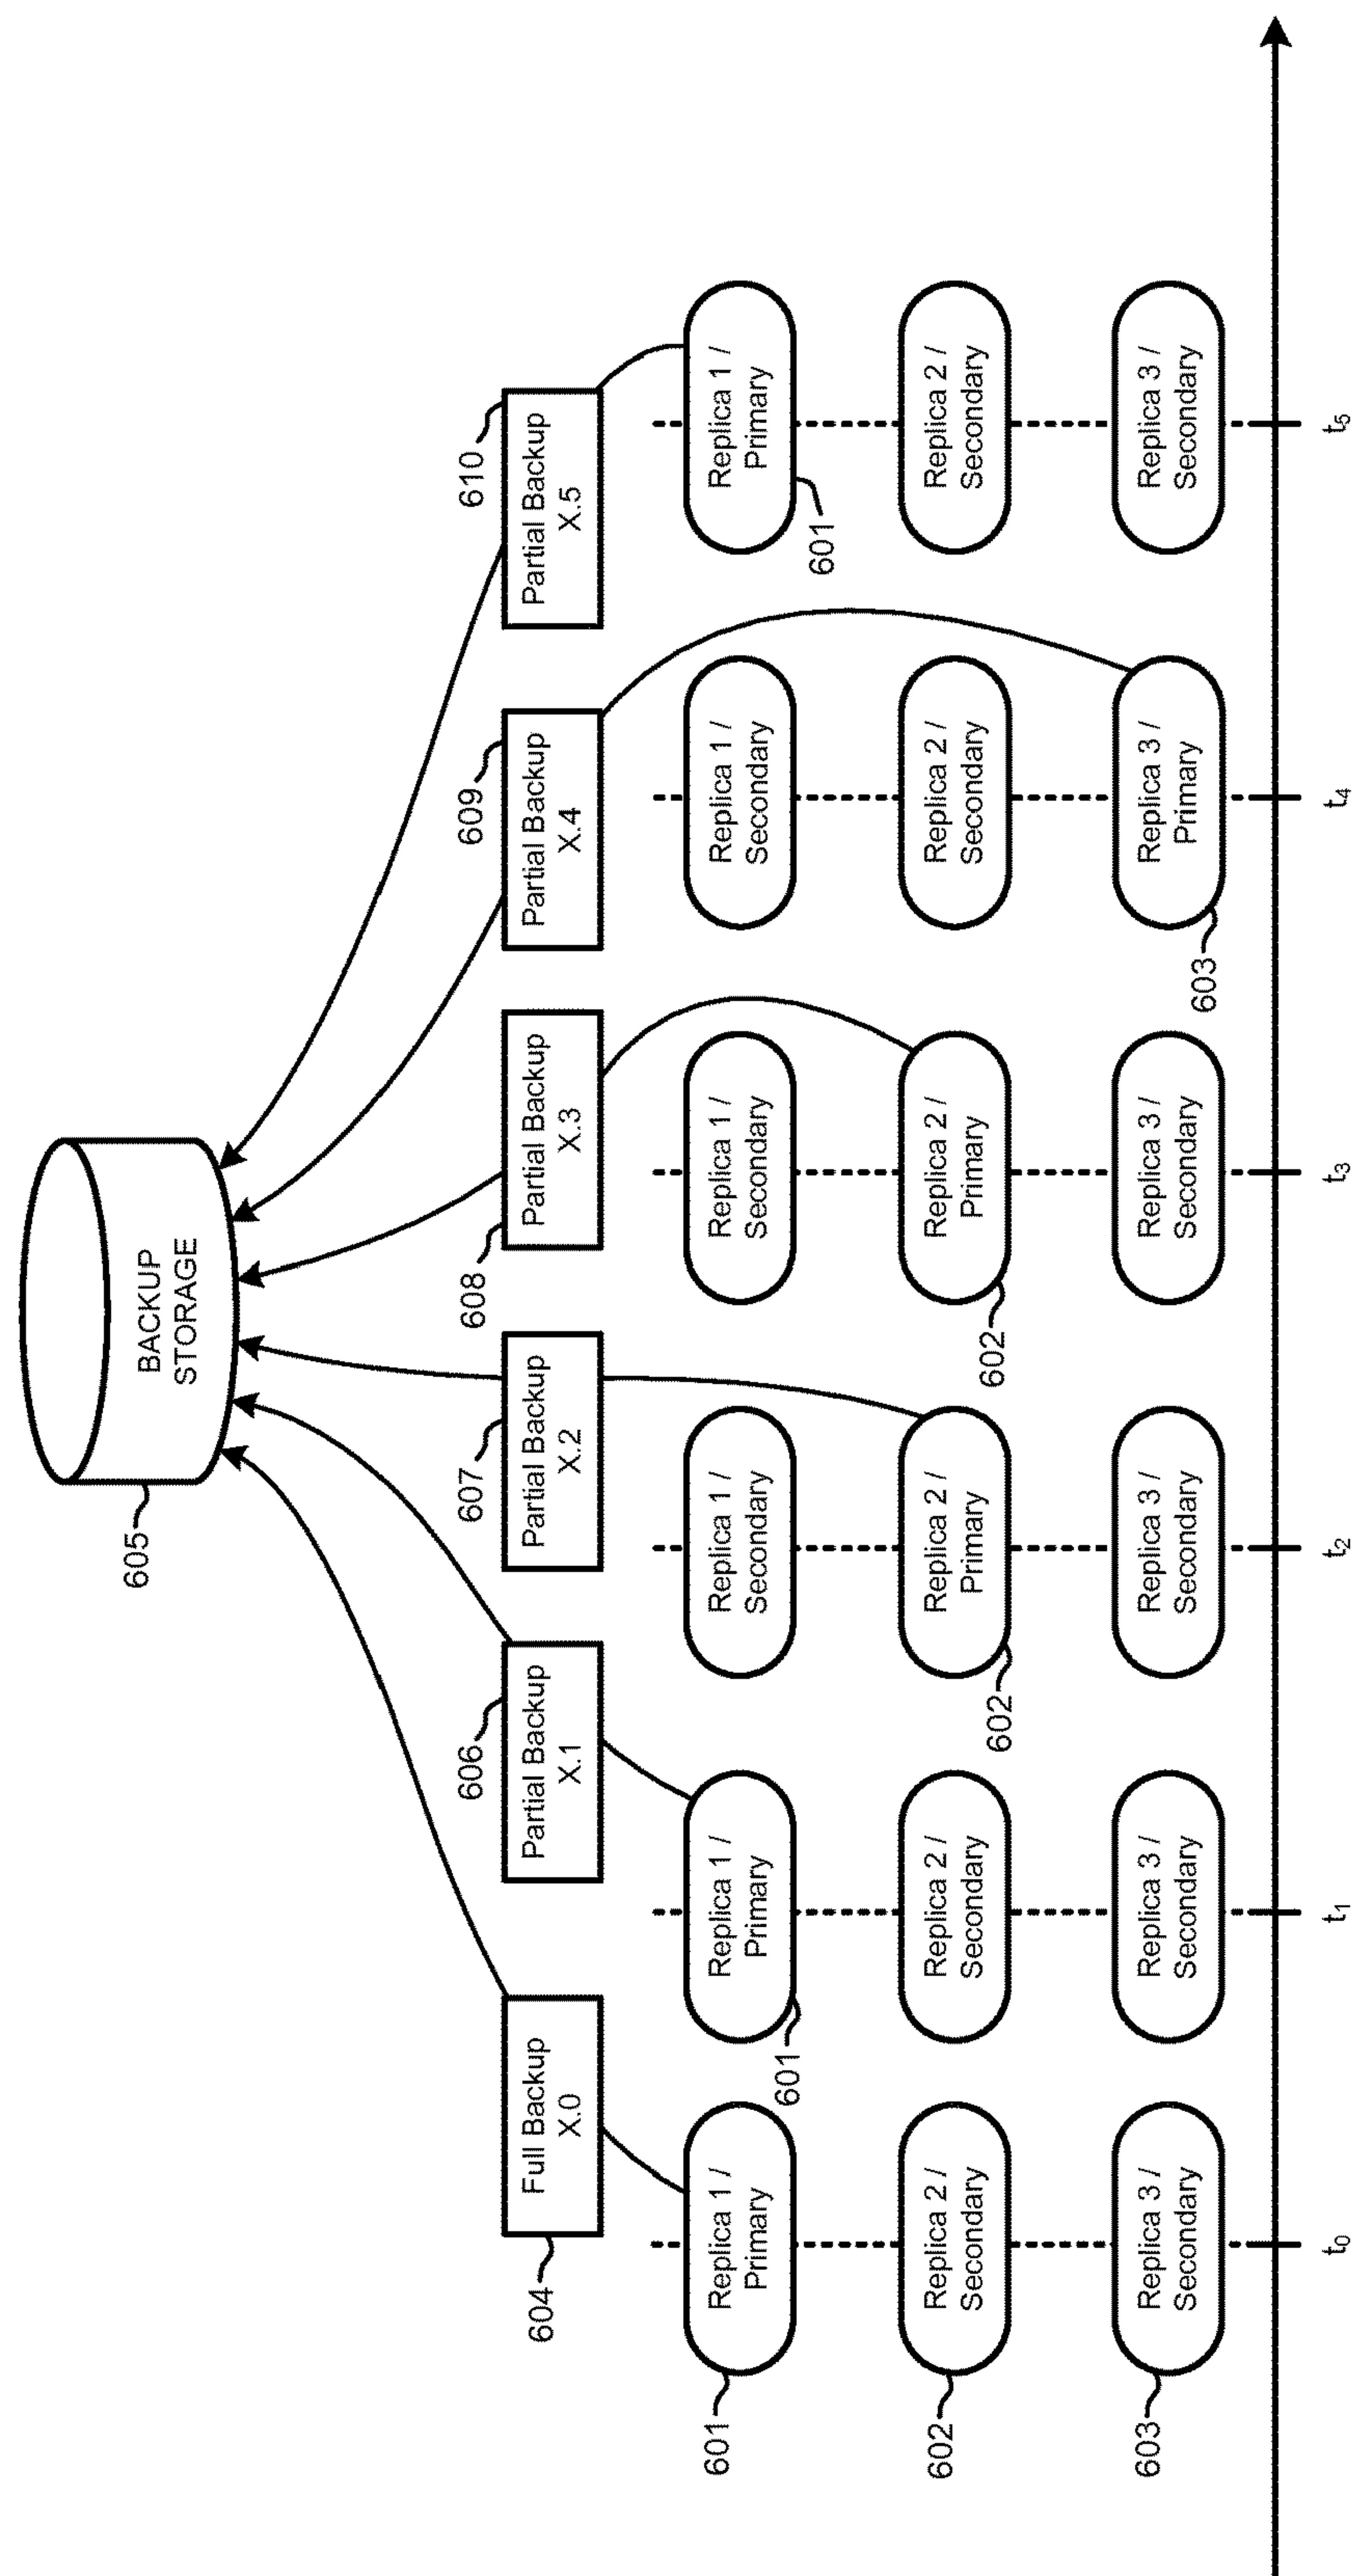 BACKUP
STORAGE
605
604
Full Backup
X.0
606
Partial Backup
X.1
607
Partial Backup
X.2
608
Partial Backup
X.3
609
Partial Backup
X.4
610
Partial Backup
X.5
601
Replica 1 /
Primary
601
Replica 1 /
Primary
Replica 1 /
Secondary
Replica 1 /
Secondary
Replica 1 /
Secondary
601
Replica 1 /
Primary
602
Replica 2 /
Secondary
Replica 2 /
Secondary
602
Replica 2 /
Primary
602
Replica 2 /
Primary
Replica 2 /
Secondary
Replica 2 /
Secondary
603
Replica 3 /
Secondary
Replica 3 /
Secondary
Replica 3 /
Secondary
Replica 3 /
Secondary
603
Replica 3 /
Primary
Replica 3 /
Secondary
t0
t1
t2
t3
t4
t5